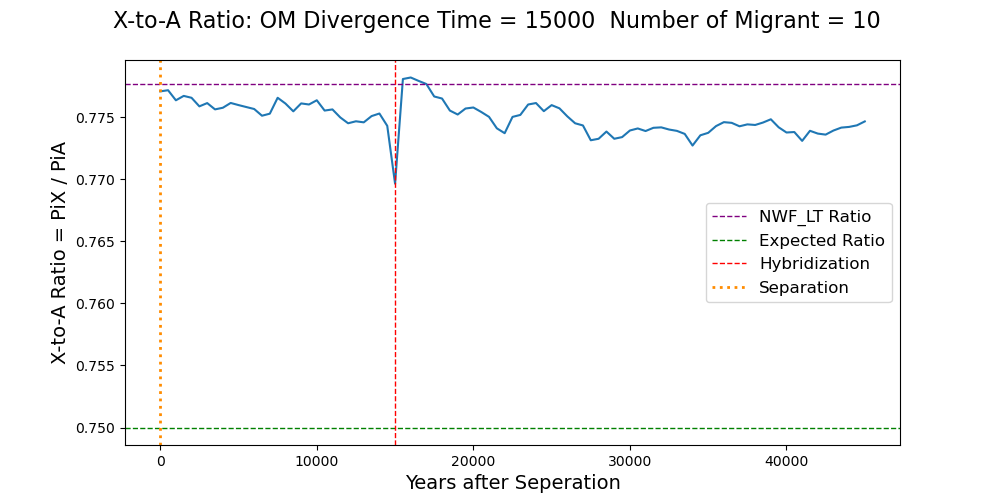 X-to-A Ratio: OM Divergence Time = 15000  Number of Migrant = 10
X-to-A Ratio = PiX / PiA
0.775
0.770
0.765
0.760
0.755
0.750
NWF_LT Ratio
Expected Ratio
Hybridization
Separation
0
10000
20000
30000
40000
Years after Seperation